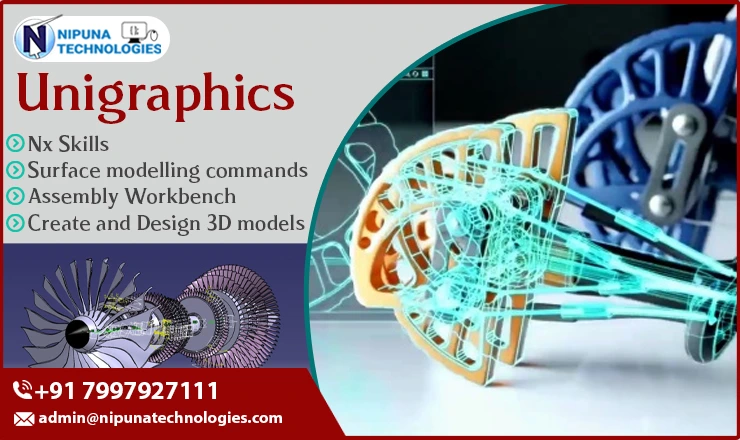 NIPUNA
TECHNOLOGIES
Unigraphics
Nx Skills
Surface modelling commands
Assembly Workbench
Create and Design 3D models
+91 7997927111
admin@nipunatechnologies.com